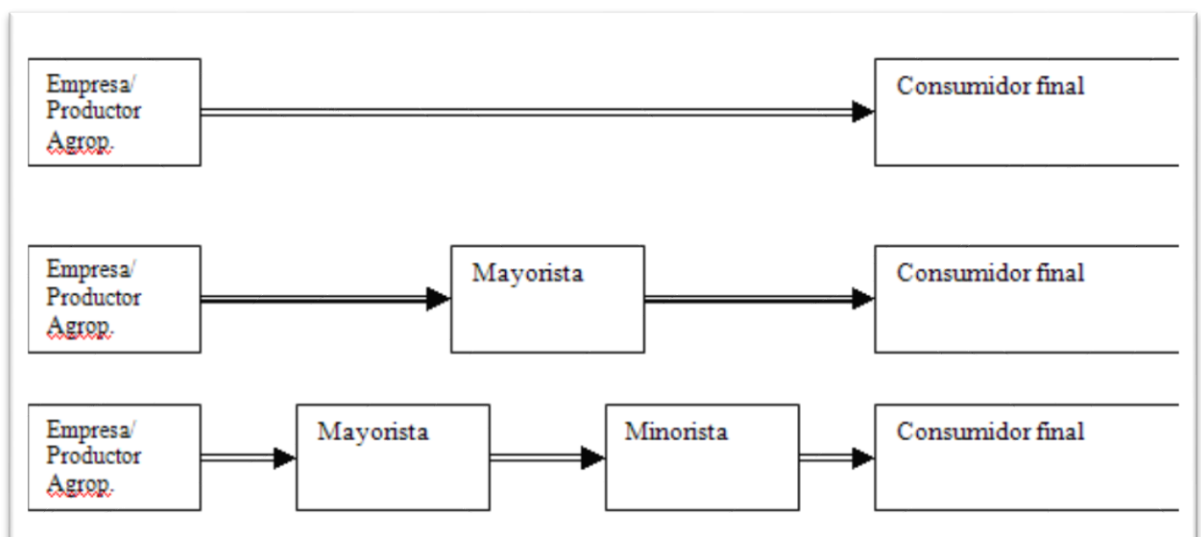 Empresa/
Productor
Agrop.
Consumidor final
Empresa/
Productor
Agrop.
Mayorista
Consumidor final
Empresa/
Productor
Agrop.
Mayorista
Minorista
Consumidor final